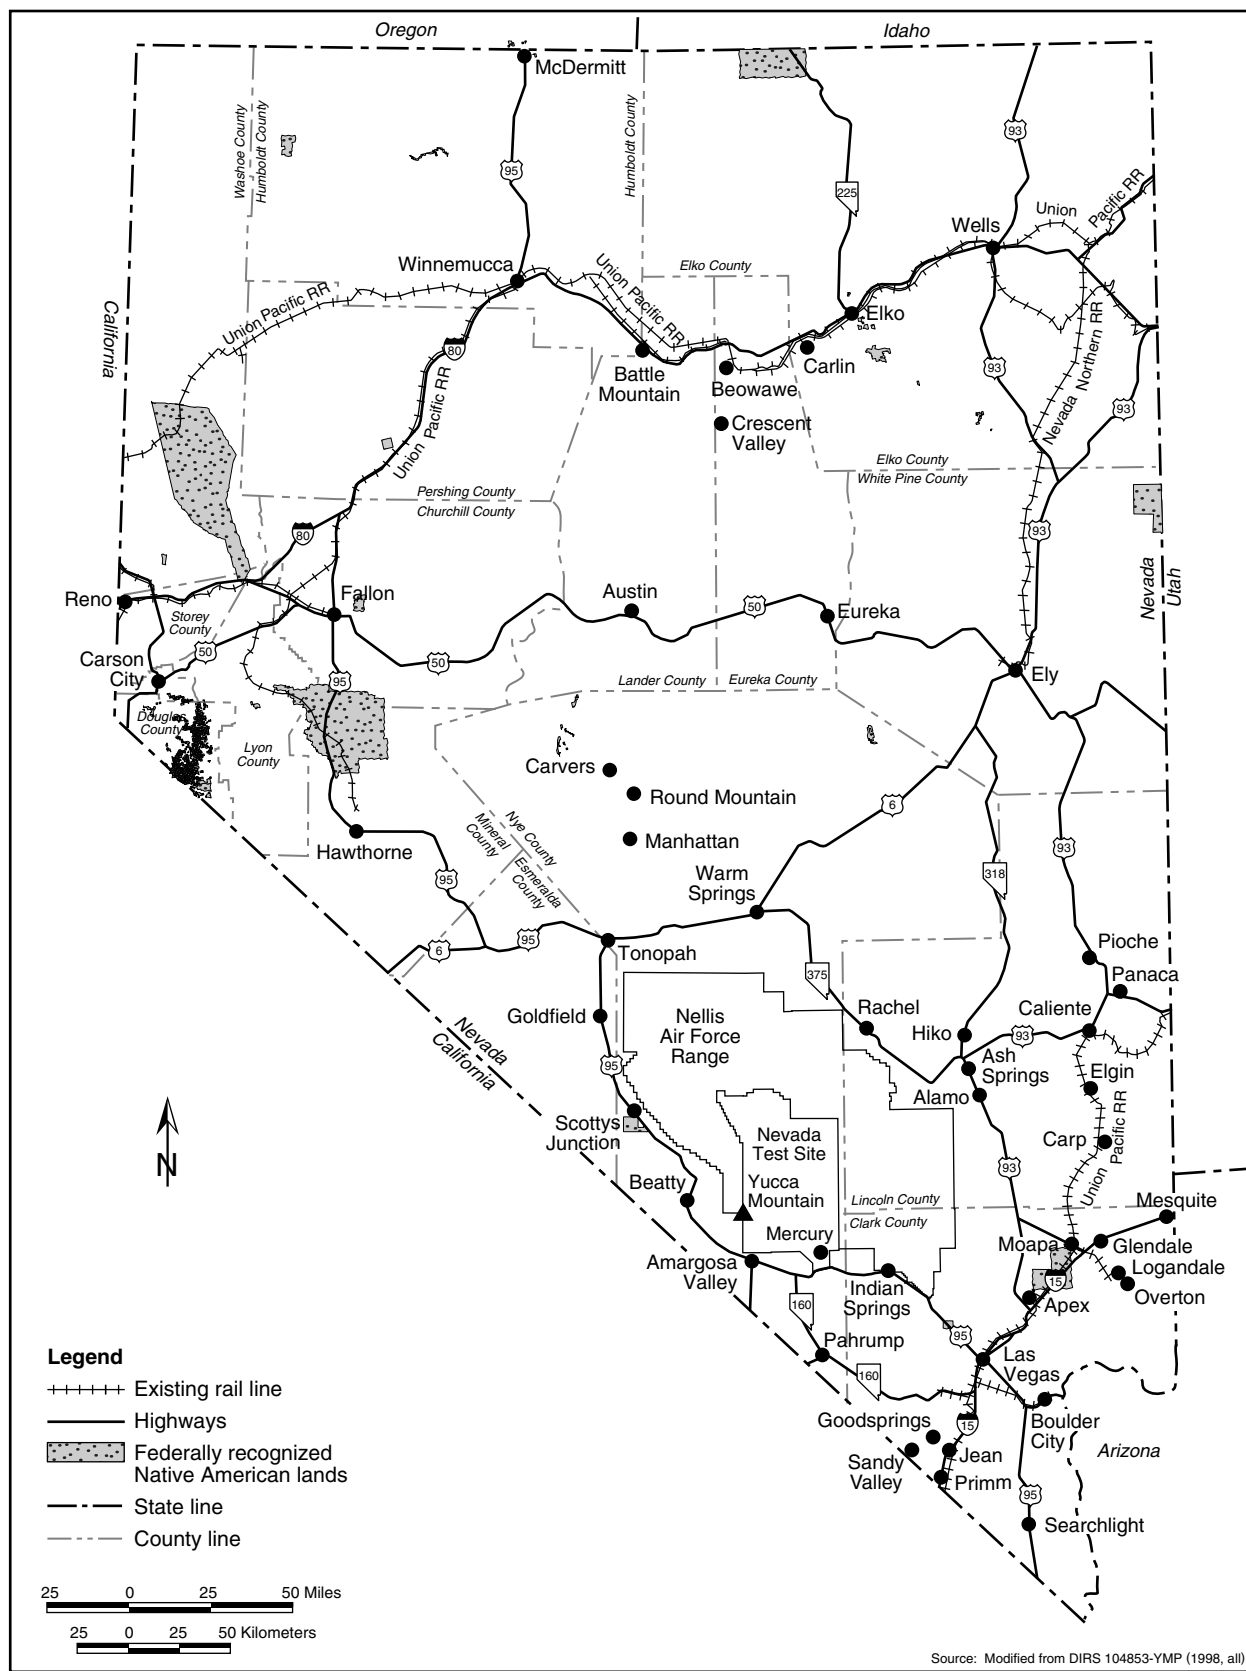 Oregon
Idaho
McDermitt
Washoe County
Humboldt County
Humboldt County
95
225
93
Wells
Union
Pacific RR
Winnemucca
Union Pacific RR
Elko County
Union Pacific RR
California
Elko
80
Carlin
Battle
Mountain
Beowawe
93
Nevada Northern RR
93
Union Pacific RR
Crescent
Valley
Elko County
White Pine County
Pershing County
Churchill County
80
93
Nevada
Utah
Reno
Fallon
Austin
50
Eureka
Storey
County
50
50
Carson
City
95
Ely
Lander County
Eureka County
Douglas
County
Lyon
County
Carvers
Round Mountain
Manhattan
6
Nye County
Mineral
County
Esmeralda
County
Hawthorne
95
Warm
Springs
318
93
6
95
Tonopah
375
Pioche
Panaca
Goldfield
Nellis
Air Force
Range
Rachel
Hiko
93
Caliente
Nevada
California
95
Ash
Springs
Elgin
Alamo
Scottys
Junction
Nevada
Test Site
Carp
Union Pacific RR
N
93
Beatty
Yucca
Mountain
Lincoln County
Clark County
Mesquite
Mercury
Moapa
Glendale
Logandale
Overton
Amargosa
Valley
Indian
Springs
15
Apex
160
95
Pahrump
Las
Vegas
160
Goodsprings
15
Boulder
City
Arizona
Sandy
Valley
Jean
Primm
95
Searchlight
Legend
Existing rail line
Highways
Federally recognized
Native American lands
State line
County line
25 0 25 50 Miles
25 0 25 50 Kilometers
Source: Modified from DIRS 104853-YMP (1998, all)